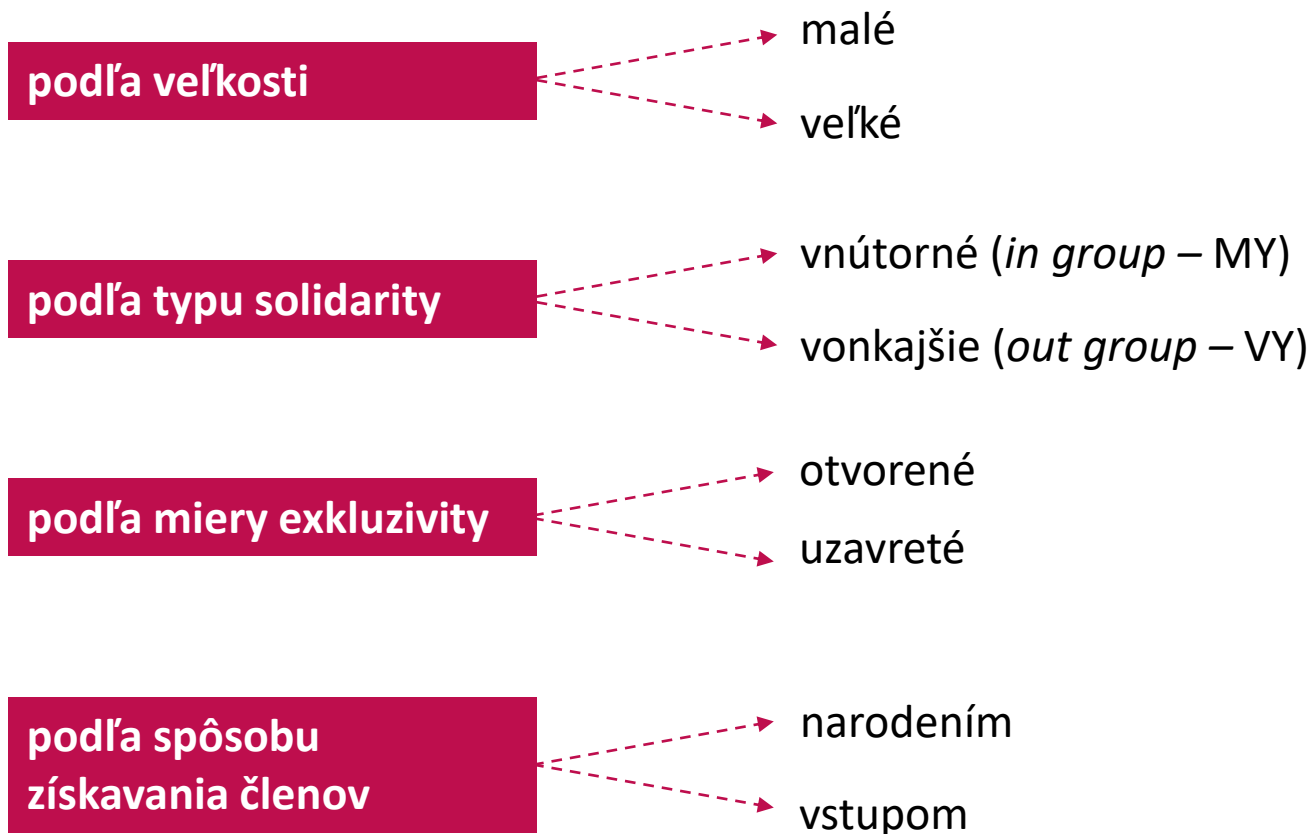 podľa veľkosti
malé
veľké
podľa typu solidarity
vnútorné (in group – MY)
vonkajšie (out group – VY)
podľa miery exkluzivity
otvorené
uzavreté
podľa spôsobu
získavania členov
narodením
vstupom